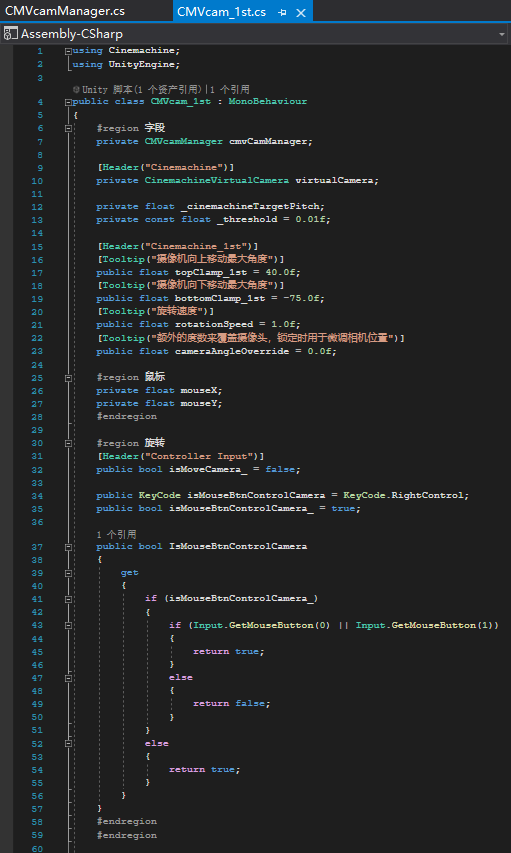 CMVcamManager.cs
CMVcam_1st.cs
Assembly-CSharp
1 using Cinemachine;
2 using UnityEngine;
3
Unity 脚本(1 个资产引用)|1 个引用
4 public class CMVcam_1st : MonoBehaviour
5 {
6 #region 字段
7 private CMVcamManager cmvCamManager;
8
9 [Header("Cinemachine")]
10 private CinemachineVirtualCamera virtualCamera;
11
12 private float _cinemachineTargetPitch;
13 private const float _threshold = 0.01f;
14
15 [Header("Cinemachine_1st")]
16 [Tooltip("摄像机向上移动最大角度")]
17 public float topClamp_1st = 40.0f;
18 [Tooltip("摄像机向下移动最大角度")]
19 public float bottomClamp_1st = -75.0f;
20 [Tooltip("旋转速度")]
21 public float rotationSpeed = 1.0f;
22 [Tooltip("额外的度数来覆盖摄像头，锁定时用于微调相机位置")]
23 public float cameraAngleOverride = 0.0f;
24
25 #region 鼠标
26 private float mouseX;
27 private float mouseY;
28 #endregion
29
30 #region 旋转
31 [Header("Controller Input")]
32 public bool isMoveCamera_ = false;
33
34 public KeyCode isMouseBtnControlCamera = KeyCode.RightControl;
35 public bool isMouseBtnControlCamera_ = true;
36
1 个引用
37 public bool IsMouseBtnControlCamera
38 {
39 get
40 {
41 if (isMouseBtnControlCamera_)
42 {
43 if (Input.GetMouseButton(0) || Input.GetMouseButton(1))
44 {
45 return true;
46 }
47 else
48 {
49 return false;
50 }
51 }
52 else
53 {
54 return true;
55 }
56 }
57 }
58 #endregion
59 #endregion
60